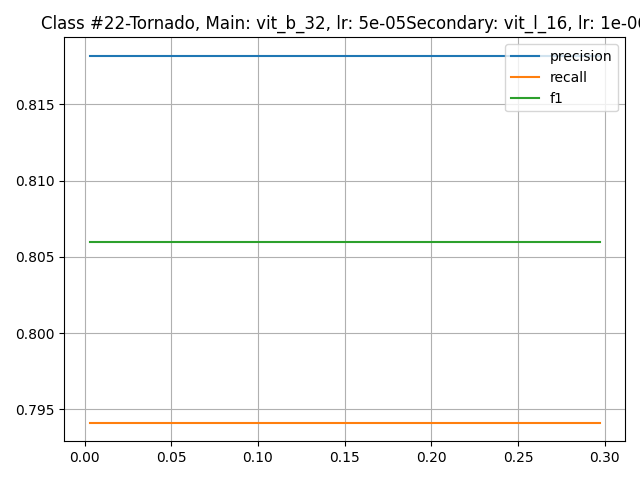 Class #22-Tornado, Main: vit_b_32, lr: 5e-05Secondary: vit_l_16, lr: 1e-06
precision
recall
f1
0.815
0.810
0.805
0.800
0.795
0.00 0.05 0.10 0.15 0.20 0.25 0.30